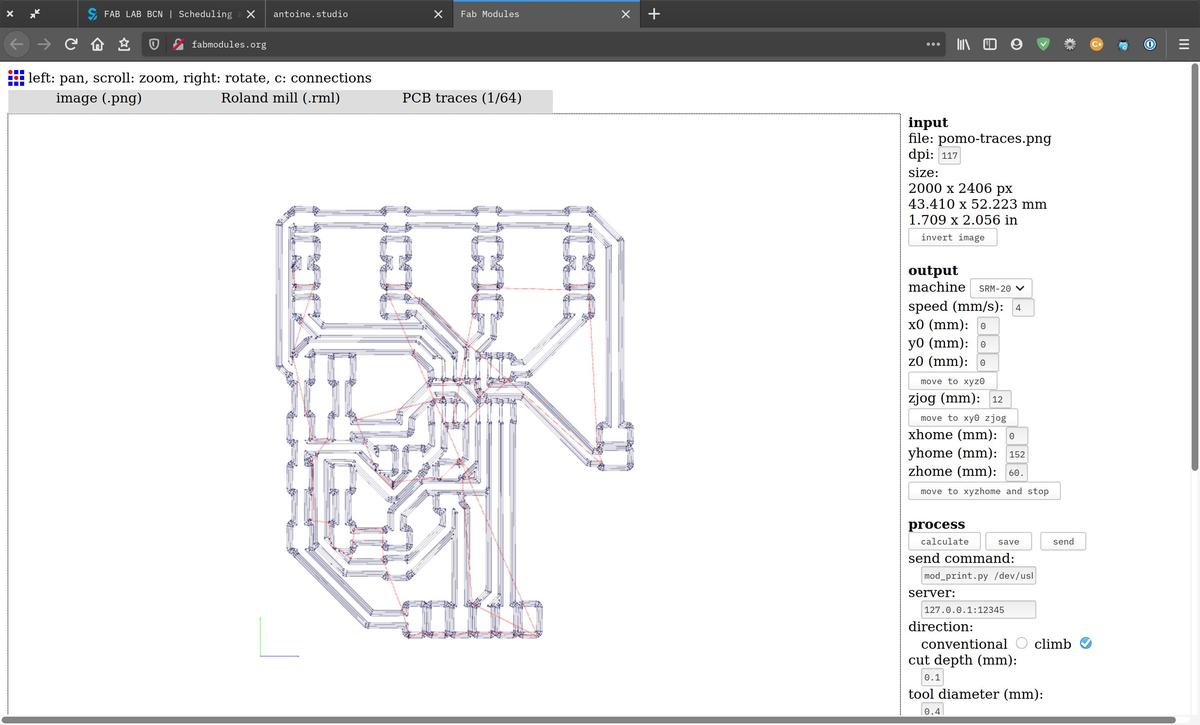 FAB LAB BCN | Scheduling
antoine.studio
Fab Modules
fabmodules.org
left: pan, scroll: zoom, right: rotate, c: connections
image (.png)
Roland mill (.rml)
PCB traces (1/64)
input
file: pomo-traces.png
dpi: 117
size:
2000 x 2406 px
43.410 x 52.223 mm
1.709 x 2.056 in
invert image
output
machine SRM-20
speed (mm/s): 4
x0 (mm): 0
y0 (mm): 0
z0 (mm): 0
move to xyz0
zjog (mm): 12
move to xy0 zjog
xhome (mm): 0
yhome (mm): 152
zhome (mm): 60.
move to xyzhome and stop
process
calculate save send
send command:
mod_print.py /dev/usl
server:
127.0.0.1:12345
direction:
conventional climb
cut depth (mm):
0.1
tool diameter (mm):
0.4